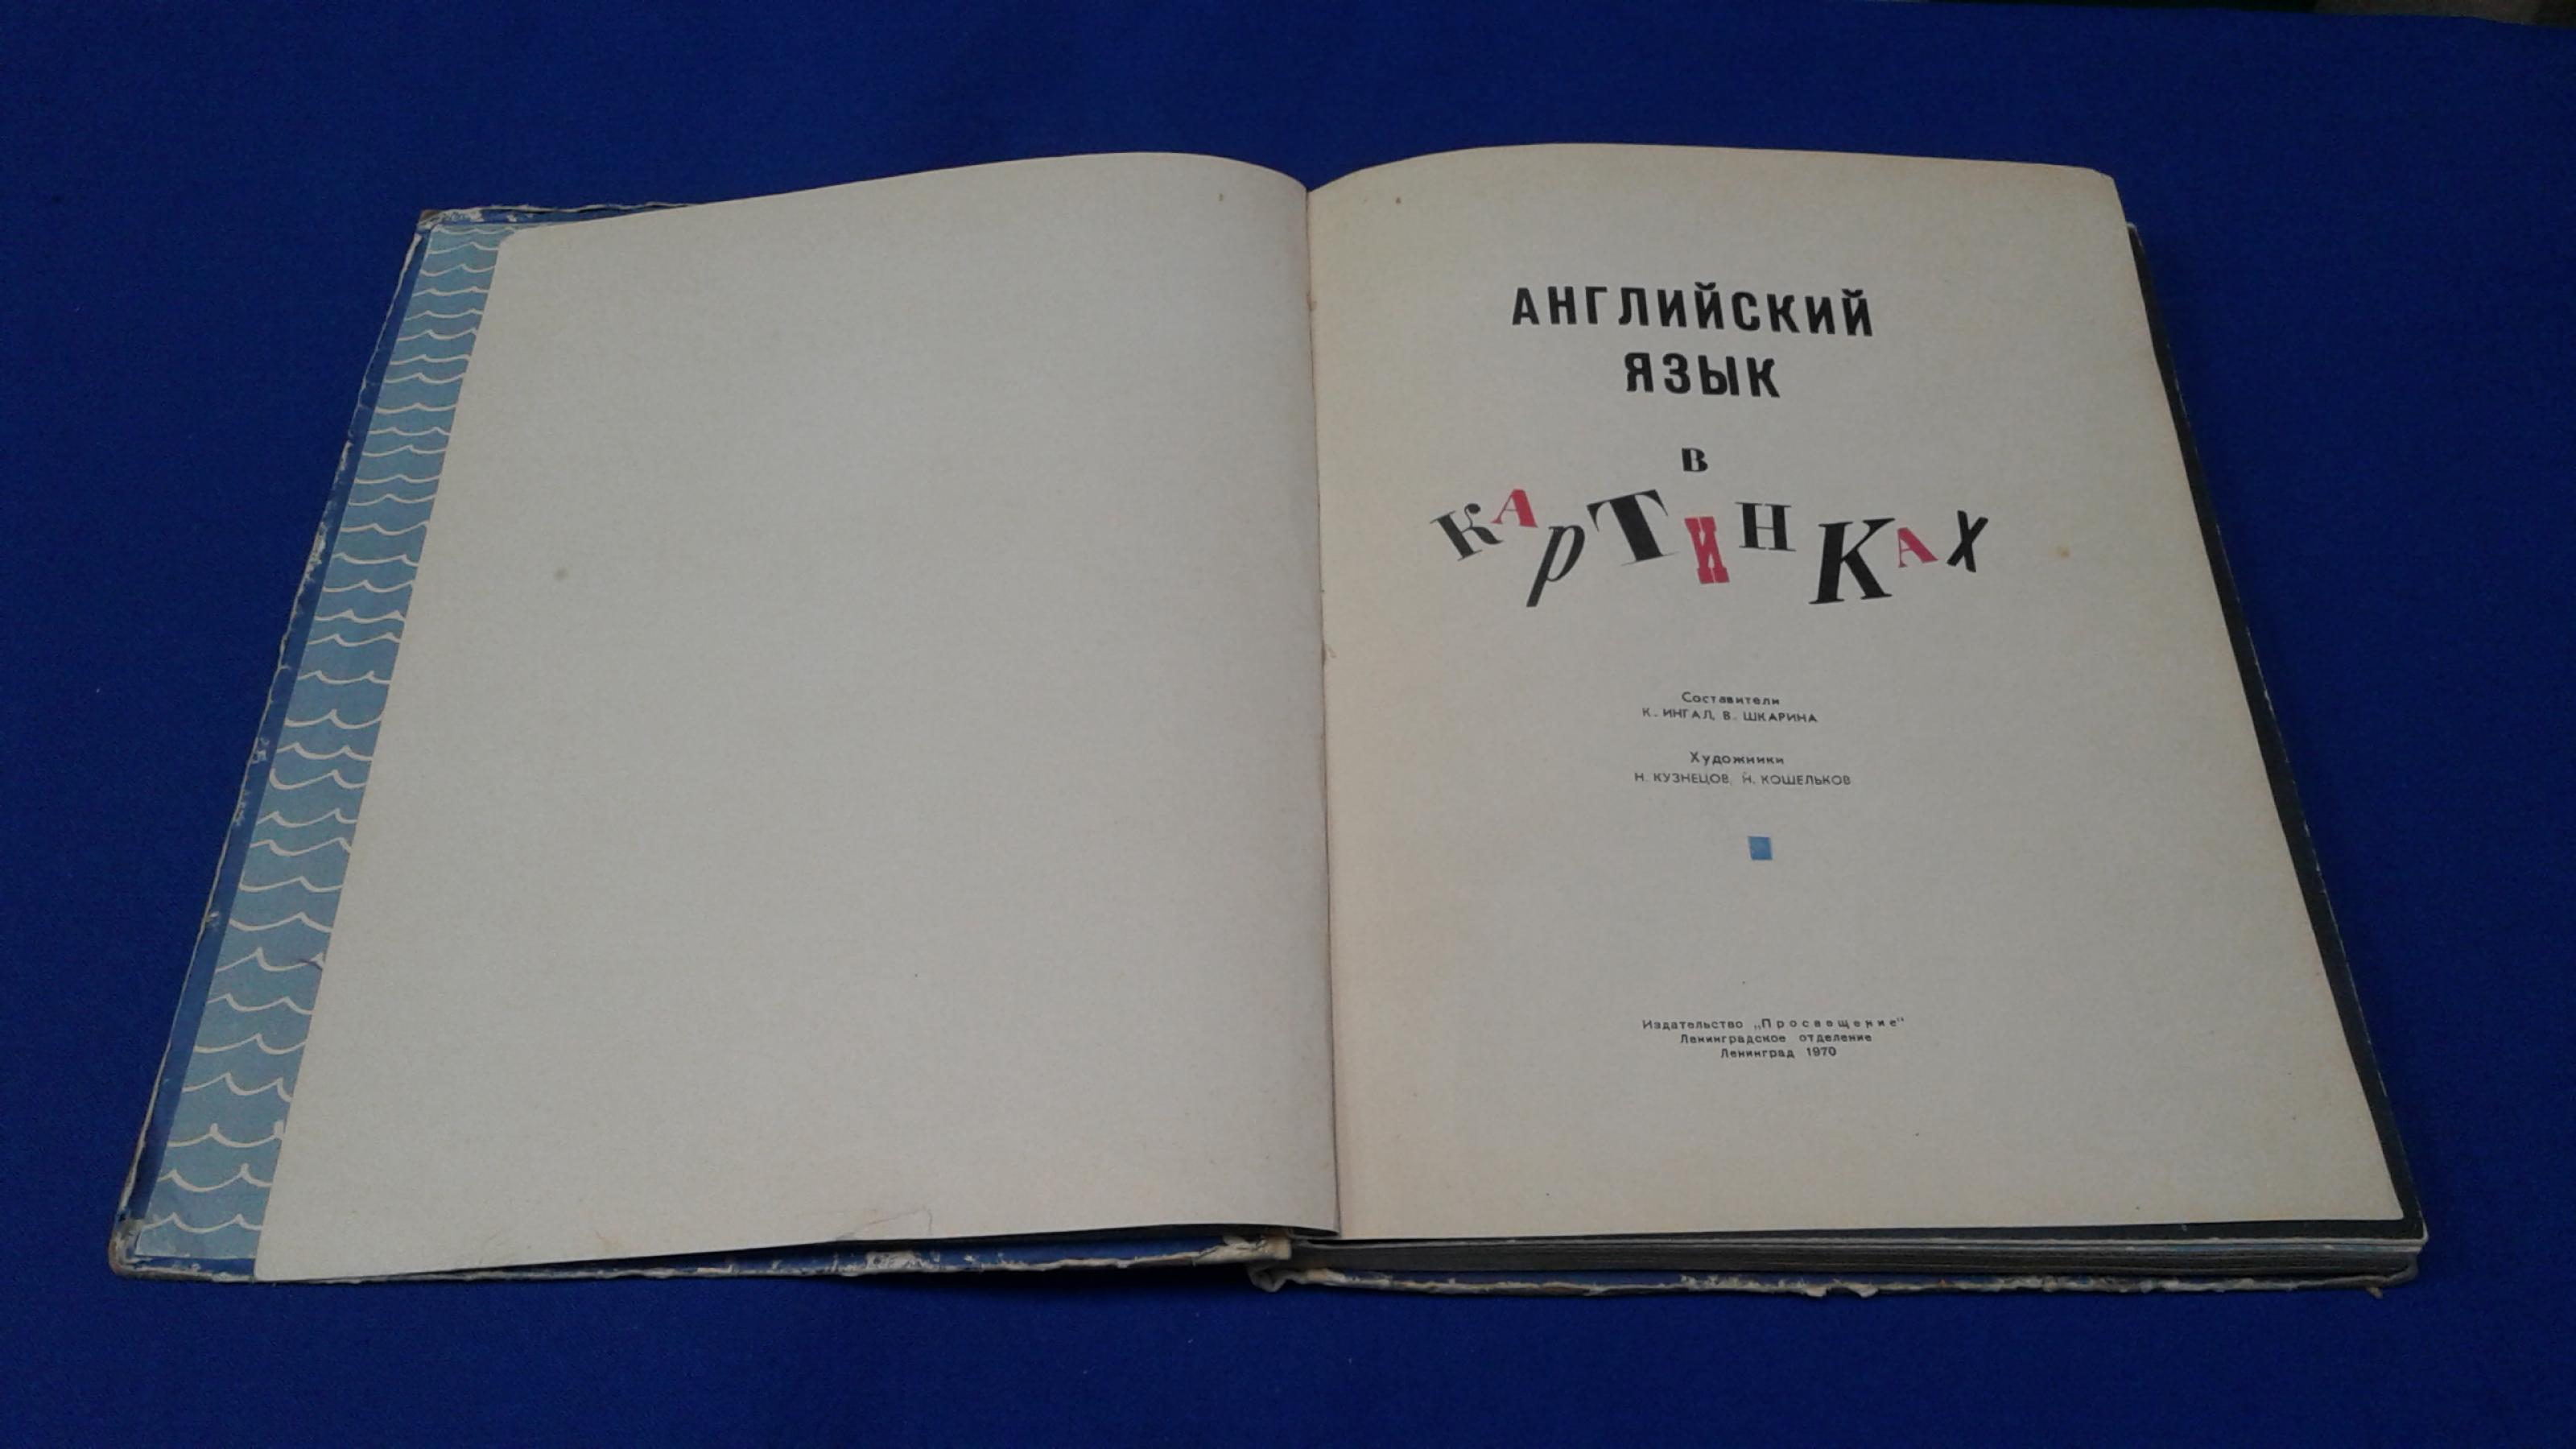 АНГЛИЙСКИЙ
ЯЗЫК
В
КАРТИНКАХ
Составители
К. ИНГАЛ, В. ШКАРИНА
Художники
Н. КУЗНЕЦОВ, Н. КОШЕЛЬКОВ
Издательство „Просвещение"
Ленинградское отделение
Ленинград 1970